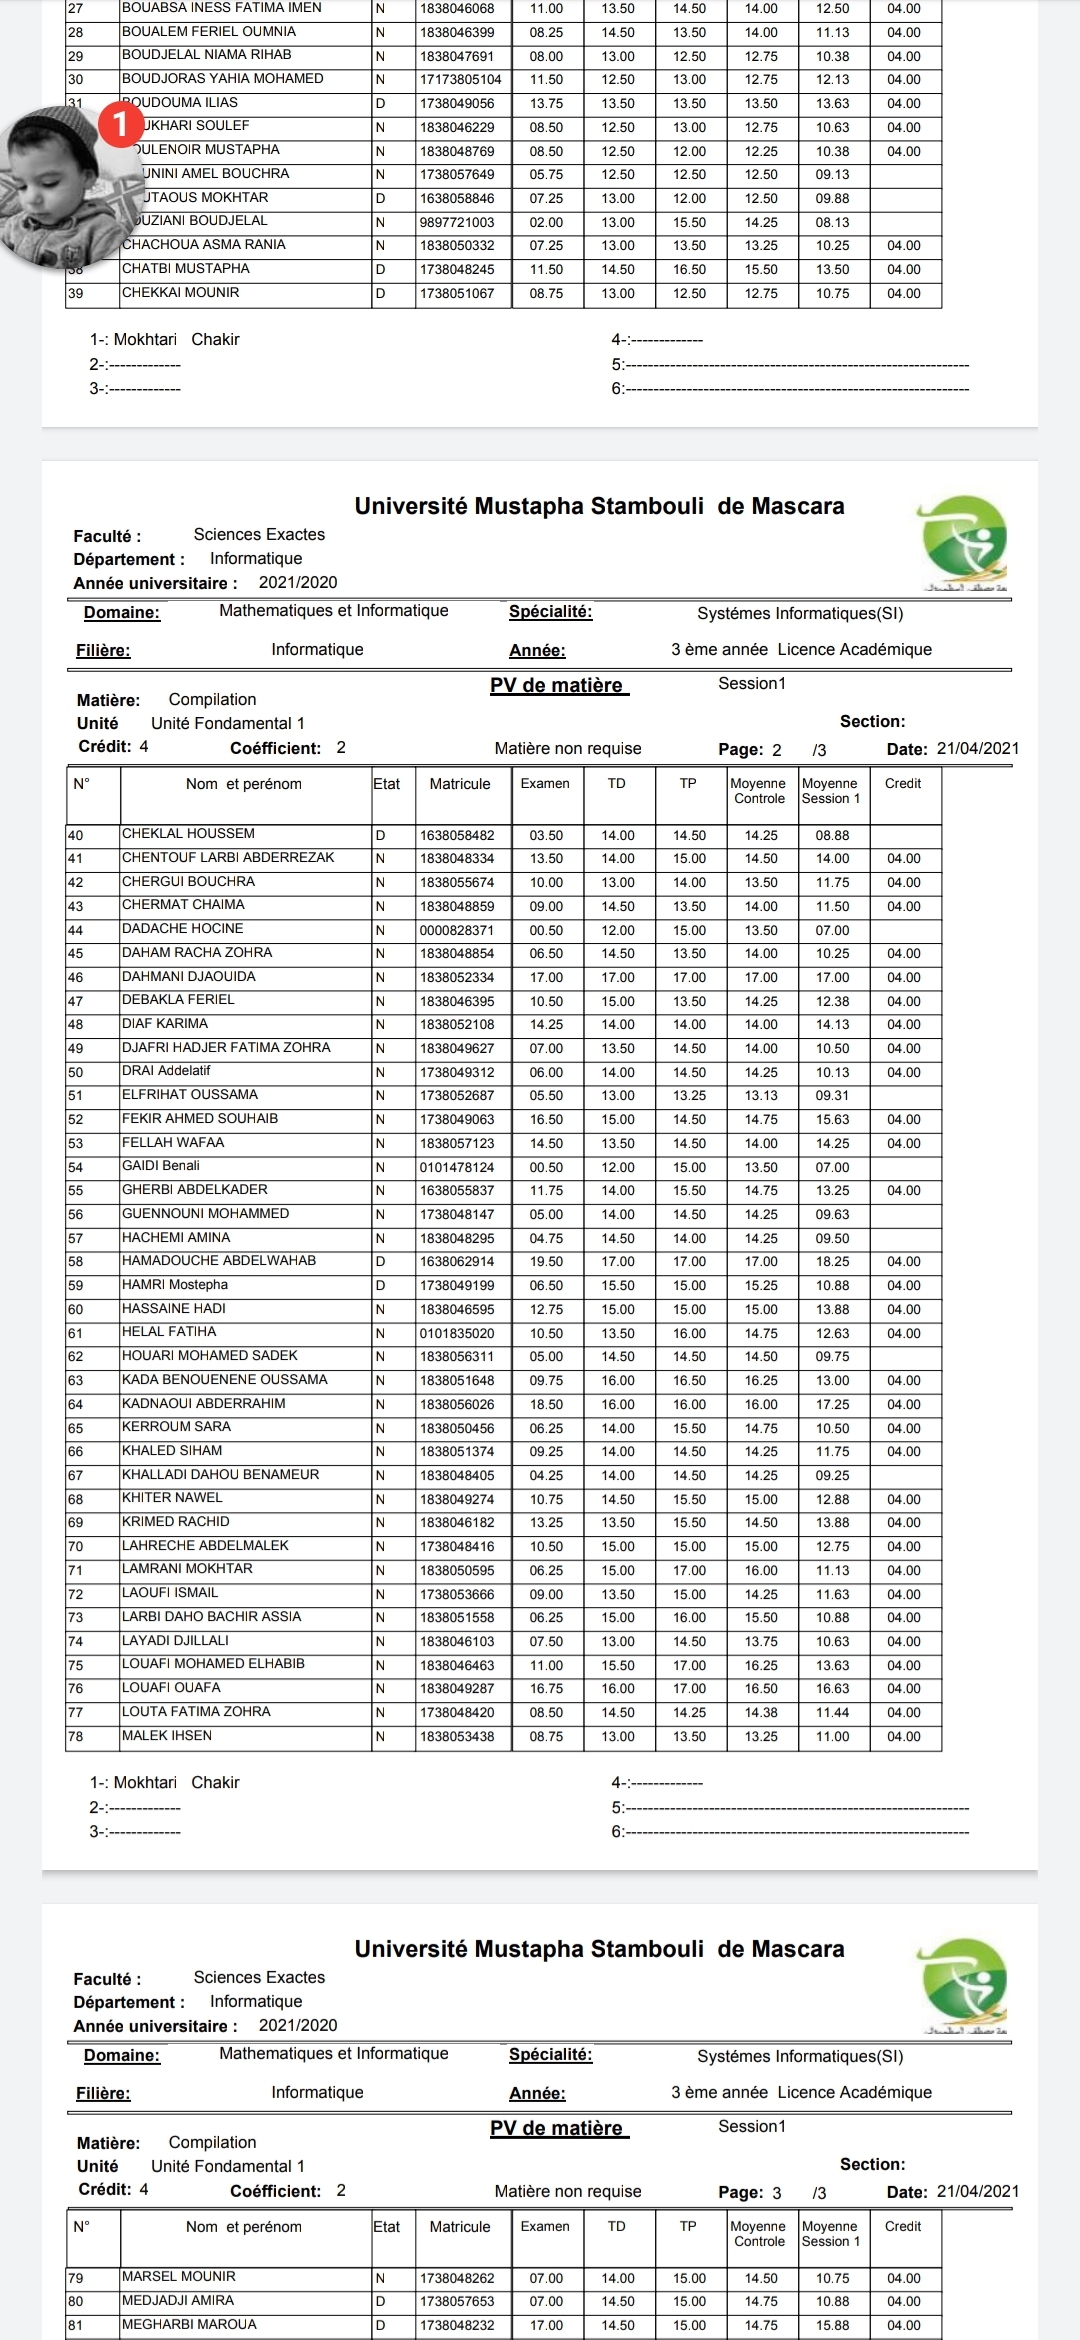 27 BOUABSA INESS FATIMA IMEN N 1838046068 11.00 13.50 14.50 14.00 12.50 04.00
28 BOUALEM FERIEL OUMNIA N 1838046399 08.25 14.50 13.50 14.00 11.13 04.00
29 BOUDJELAL NIAMA RIHAB N 1838047691 08.00 13.00 12.50 12.75 10.38 04.00
30 BOUDJORAS YAHIA MOHAMED N 17173805104 11.50 12.50 13.00 12.75 12.13 04.00
31 BOUDOUMA ILIAS D 1738049056 13.75 13.50 13.50 13.50 13.63 04.00
1
UKHARI SOULEF N 1838046229 08.50 12.50 13.00 12.75 10.63 04.00
OULENOIR MUSTAPHA N 1838048769 08.50 12.50 12.00 12.25 10.38 04.00
UNINI AMEL BOUCHRA N 1738057649 05.75 12.50 12.50 12.50 09.13
UTAOUS MOKHTAR D 1638058846 07.25 13.00 12.00 12.50 09.88
OUZIANI BOUDJELAL N 9897721003 02.00 13.00 15.50 14.25 08.13
CHACHOUA ASMA RANIA N 1838050332 07.25 13.00 13.50 13.25 10.25 04.00
38 CHATBI MUSTAPHA D 1738048245 11.50 14.50 16.50 15.50 13.50 04.00
39 CHEKKAI MOUNIR D 1738051067 08.75 13.00 12.50 12.75 10.75 04.00
1-: Mokhtari Chakir 4-:-------------
2-:------------- 5:--------------------------------------------------------------
3-:------------- 6:--------------------------------------------------------------
Université Mustapha Stambouli de Mascara
Faculté : Sciences Exactes
Département : Informatique
Année universitaire : 2021/2020
Domaine: Mathematiques et Informatique Spécialité: Systémes Informatiques(SI)
Filière: Informatique Année: 3 ème année Licence Académique
PV de matière Session1
Matière: Compilation
Unité Unité Fondamental 1 Section:
Crédit: 4 Coéfficient: 2 Matière non requise Page: 2 /3 Date: 21/04/2021
N° Nom et perénom Etat Matricule Examen TD TP Moyenne Controle Moyenne Session 1 Credit
40 CHEKLAL HOUSSEM D 1638058482 03.50 14.00 14.50 14.25 08.88
41 CHENTOUF LARBI ABDERREZAK N 1838048334 13.50 14.00 15.00 14.50 14.00 04.00
42 CHERGUI BOUCHRA N 1838055674 10.00 13.00 14.00 13.50 11.75 04.00
43 CHERMAT CHAIMA N 1838048859 09.00 14.50 13.50 14.00 11.50 04.00
44 DADACHE HOCINE N 0000828371 00.50 12.00 15.00 13.50 07.00
45 DAHAM RACHA ZOHRA N 1838048854 06.50 14.50 13.50 14.00 10.25 04.00
46 DAHMANI DJAOUIDA N 1838052334 17.00 17.00 17.00 17.00 17.00 04.00
47 DEBAKLA FERIEL N 1838046395 10.50 15.00 13.50 14.25 12.38 04.00
48 DIAF KARIMA N 1838052108 14.25 14.00 14.00 14.00 14.13 04.00
49 DJAFRI HADJER FATIMA ZOHRA N 1838049627 07.00 13.50 14.50 14.00 10.50 04.00
50 DRAI Addelatif N 1738049312 06.00 14.00 14.50 14.25 10.13 04.00
51 ELFRIHAT OUSSAMA N 1738052687 05.50 13.00 13.25 13.13 09.31
52 FEKIR AHMED SOUHAIB N 1738049063 16.50 15.00 14.50 14.75 15.63 04.00
53 FELLAH WAFAA N 1838057123 14.50 13.50 14.50 14.00 14.25 04.00
54 GAIDI Benali N 0101478124 00.50 12.00 15.00 13.50 07.00
55 GHERBI ABDELKADER N 1638055837 11.75 14.00 15.50 14.75 13.25 04.00
56 GUENNOUNI MOHAMMED N 1738048147 05.00 14.00 14.50 14.25 09.63
57 HACHEMI AMINA N 1838048295 04.75 14.50 14.00 14.25 09.50
58 HAMADOUCHE ABDELWAHAB D 1638062914 19.50 17.00 17.00 17.00 18.25 04.00
59 HAMRI Mostepha D 1738049199 06.50 15.50 15.00 15.25 10.88 04.00
60 HASSAINE HADI N 1838046595 12.75 15.00 15.00 15.00 13.88 04.00
61 HELAL FATIHA N 0101835020 10.50 13.50 16.00 14.75 12.63 04.00
62 HOUARI MOHAMED SADEK N 1838056311 05.00 14.50 14.50 14.50 09.75
63 KADA BENOUENENE OUSSAMA N 1838051648 09.75 16.00 16.50 16.25 13.00 04.00
64 KADNAOUI ABDERRAHIM N 1838056026 18.50 16.00 16.00 16.00 17.25 04.00
65 KERROUM SARA N 1838050456 06.25 14.00 15.50 14.75 10.50 04.00
66 KHALED SIHAM N 1838051374 09.25 14.00 14.50 14.25 11.75 04.00
67 KHALLADI DAHOU BENAMEUR N 1838048405 04.25 14.00 14.50 14.25 09.25
68 KHITER NAWEL N 1838049274 10.75 14.50 15.50 15.00 12.88 04.00
69 KRIMED RACHID N 1838046182 13.25 13.50 15.50 14.50 13.88 04.00
70 LAHRECHE ABDELMALEK N 1738048416 10.50 15.00 15.00 15.00 12.75 04.00
71 LAMRANI MOKHTAR N 1838050595 06.25 15.00 17.00 16.00 11.13 04.00
72 LAOUFI ISMAIL N 1738053666 09.00 13.50 15.00 14.25 11.63 04.00
73 LARBI DAHO BACHIR ASSIA N 1838051558 06.25 15.00 16.00 15.50 10.88 04.00
74 LAYADI DJILLALI N 1838046103 07.50 13.00 14.50 13.75 10.63 04.00
75 LOUAFI MOHAMED ELHABIB N 1838046463 11.00 15.50 17.00 16.25 13.63 04.00
76 LOUAFI OUAFA N 1838049287 16.75 16.00 17.00 16.50 16.63 04.00
77 LOUTA FATIMA ZOHRA N 1738048420 08.50 14.50 14.25 14.38 11.44 04.00
78 MALEK IHSEN N 1838053438 08.75 13.00 13.50 13.25 11.00 04.00
1-: Mokhtari Chakir 4-:-------------
2-:------------- 5:--------------------------------------------------------------
3-:------------- 6:--------------------------------------------------------------
Université Mustapha Stambouli de Mascara
Faculté : Sciences Exactes
Département : Informatique
Année universitaire : 2021/2020
Domaine: Mathematiques et Informatique Spécialité: Systémes Informatiques(SI)
Filière: Informatique Année: 3 ème année Licence Académique
PV de matière Session1
Matière: Compilation
Unité Unité Fondamental 1 Section:
Crédit: 4 Coéfficient: 2 Matière non requise Page: 3 /3 Date: 21/04/2021
N° Nom et perénom Etat Matricule Examen TD TP Moyenne Controle Moyenne Session 1 Credit
79 MARSEL MOUNIR N 1738048262 07.00 14.00 15.00 14.50 10.75 04.00
80 MEDJADJI AMIRA D 1738057653 07.00 14.50 15.00 14.75 10.88 04.00
81 MEGHARBI MAROUA D 1738048232 17.00 14.50 15.00 14.75 15.88 04.00